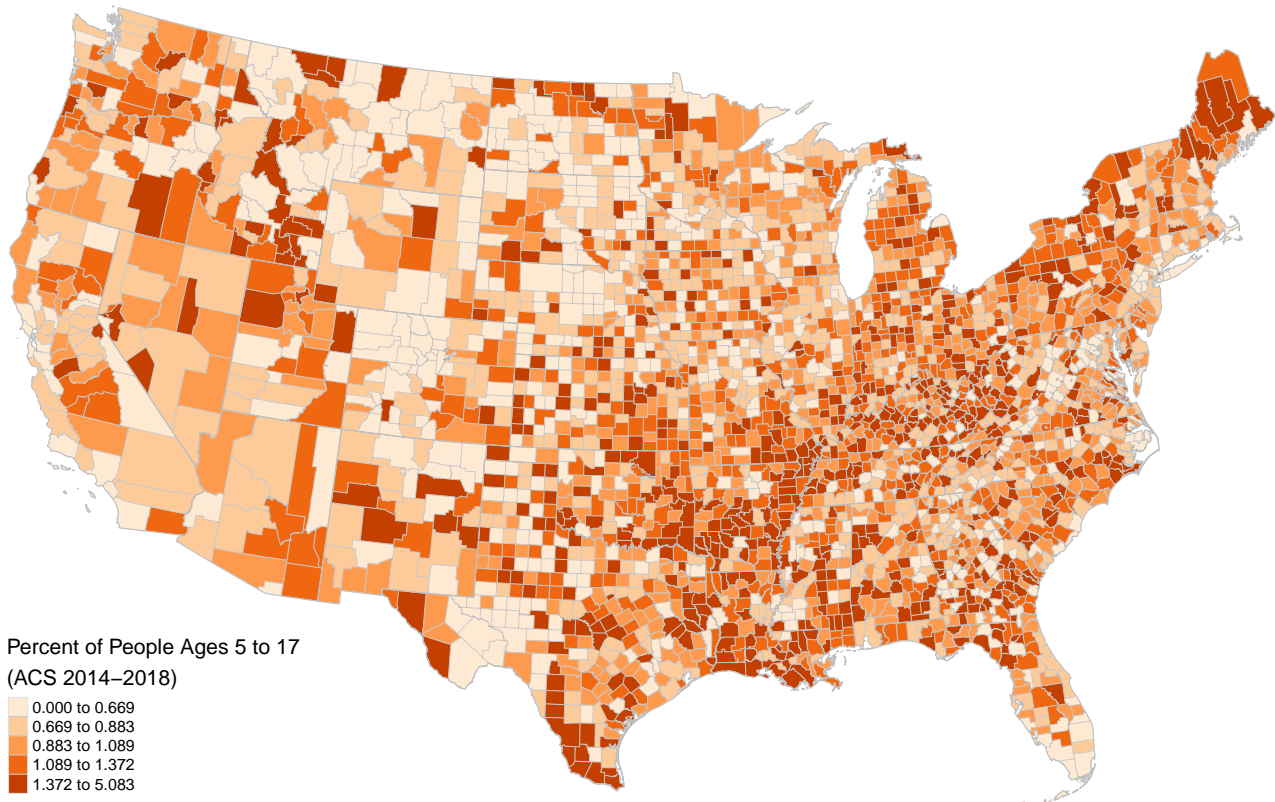 Percent of People Ages 5 to 17
(ACS 2014–2018)
0.000 to 0.669
0.669 to 0.883
0.883 to 1.089
1.089 to 1.372
1.372 to 5.083